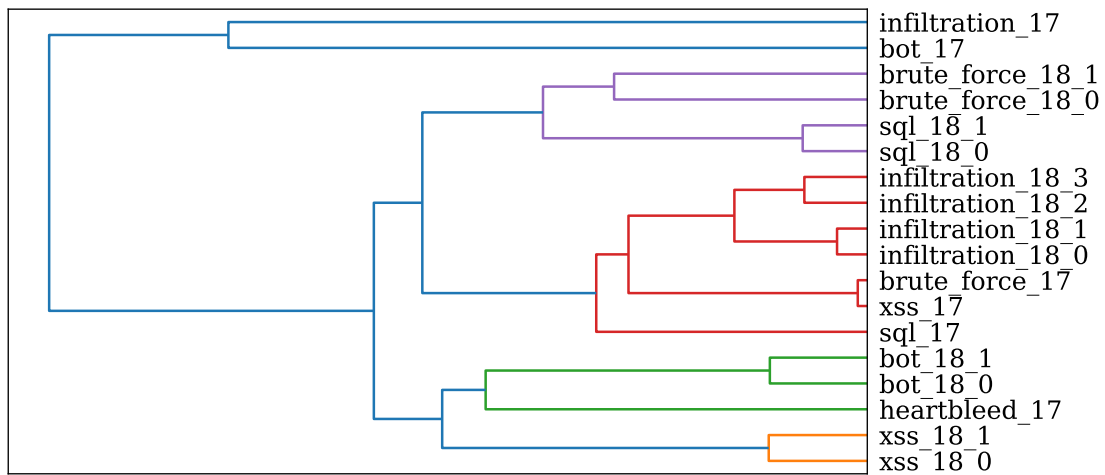 infiltration_17
bot_17
brute_force_18_1
brute_force_18_0
sql_18_1
sql_18_0
infiltration_18_3
infiltration_18_2
infiltration_18_1
infiltration_18_0
brute_force_17
xss_17
sql_17
bot_18_1
bot_18_0
heartbleed_17
xss_18_1
xss_18_0